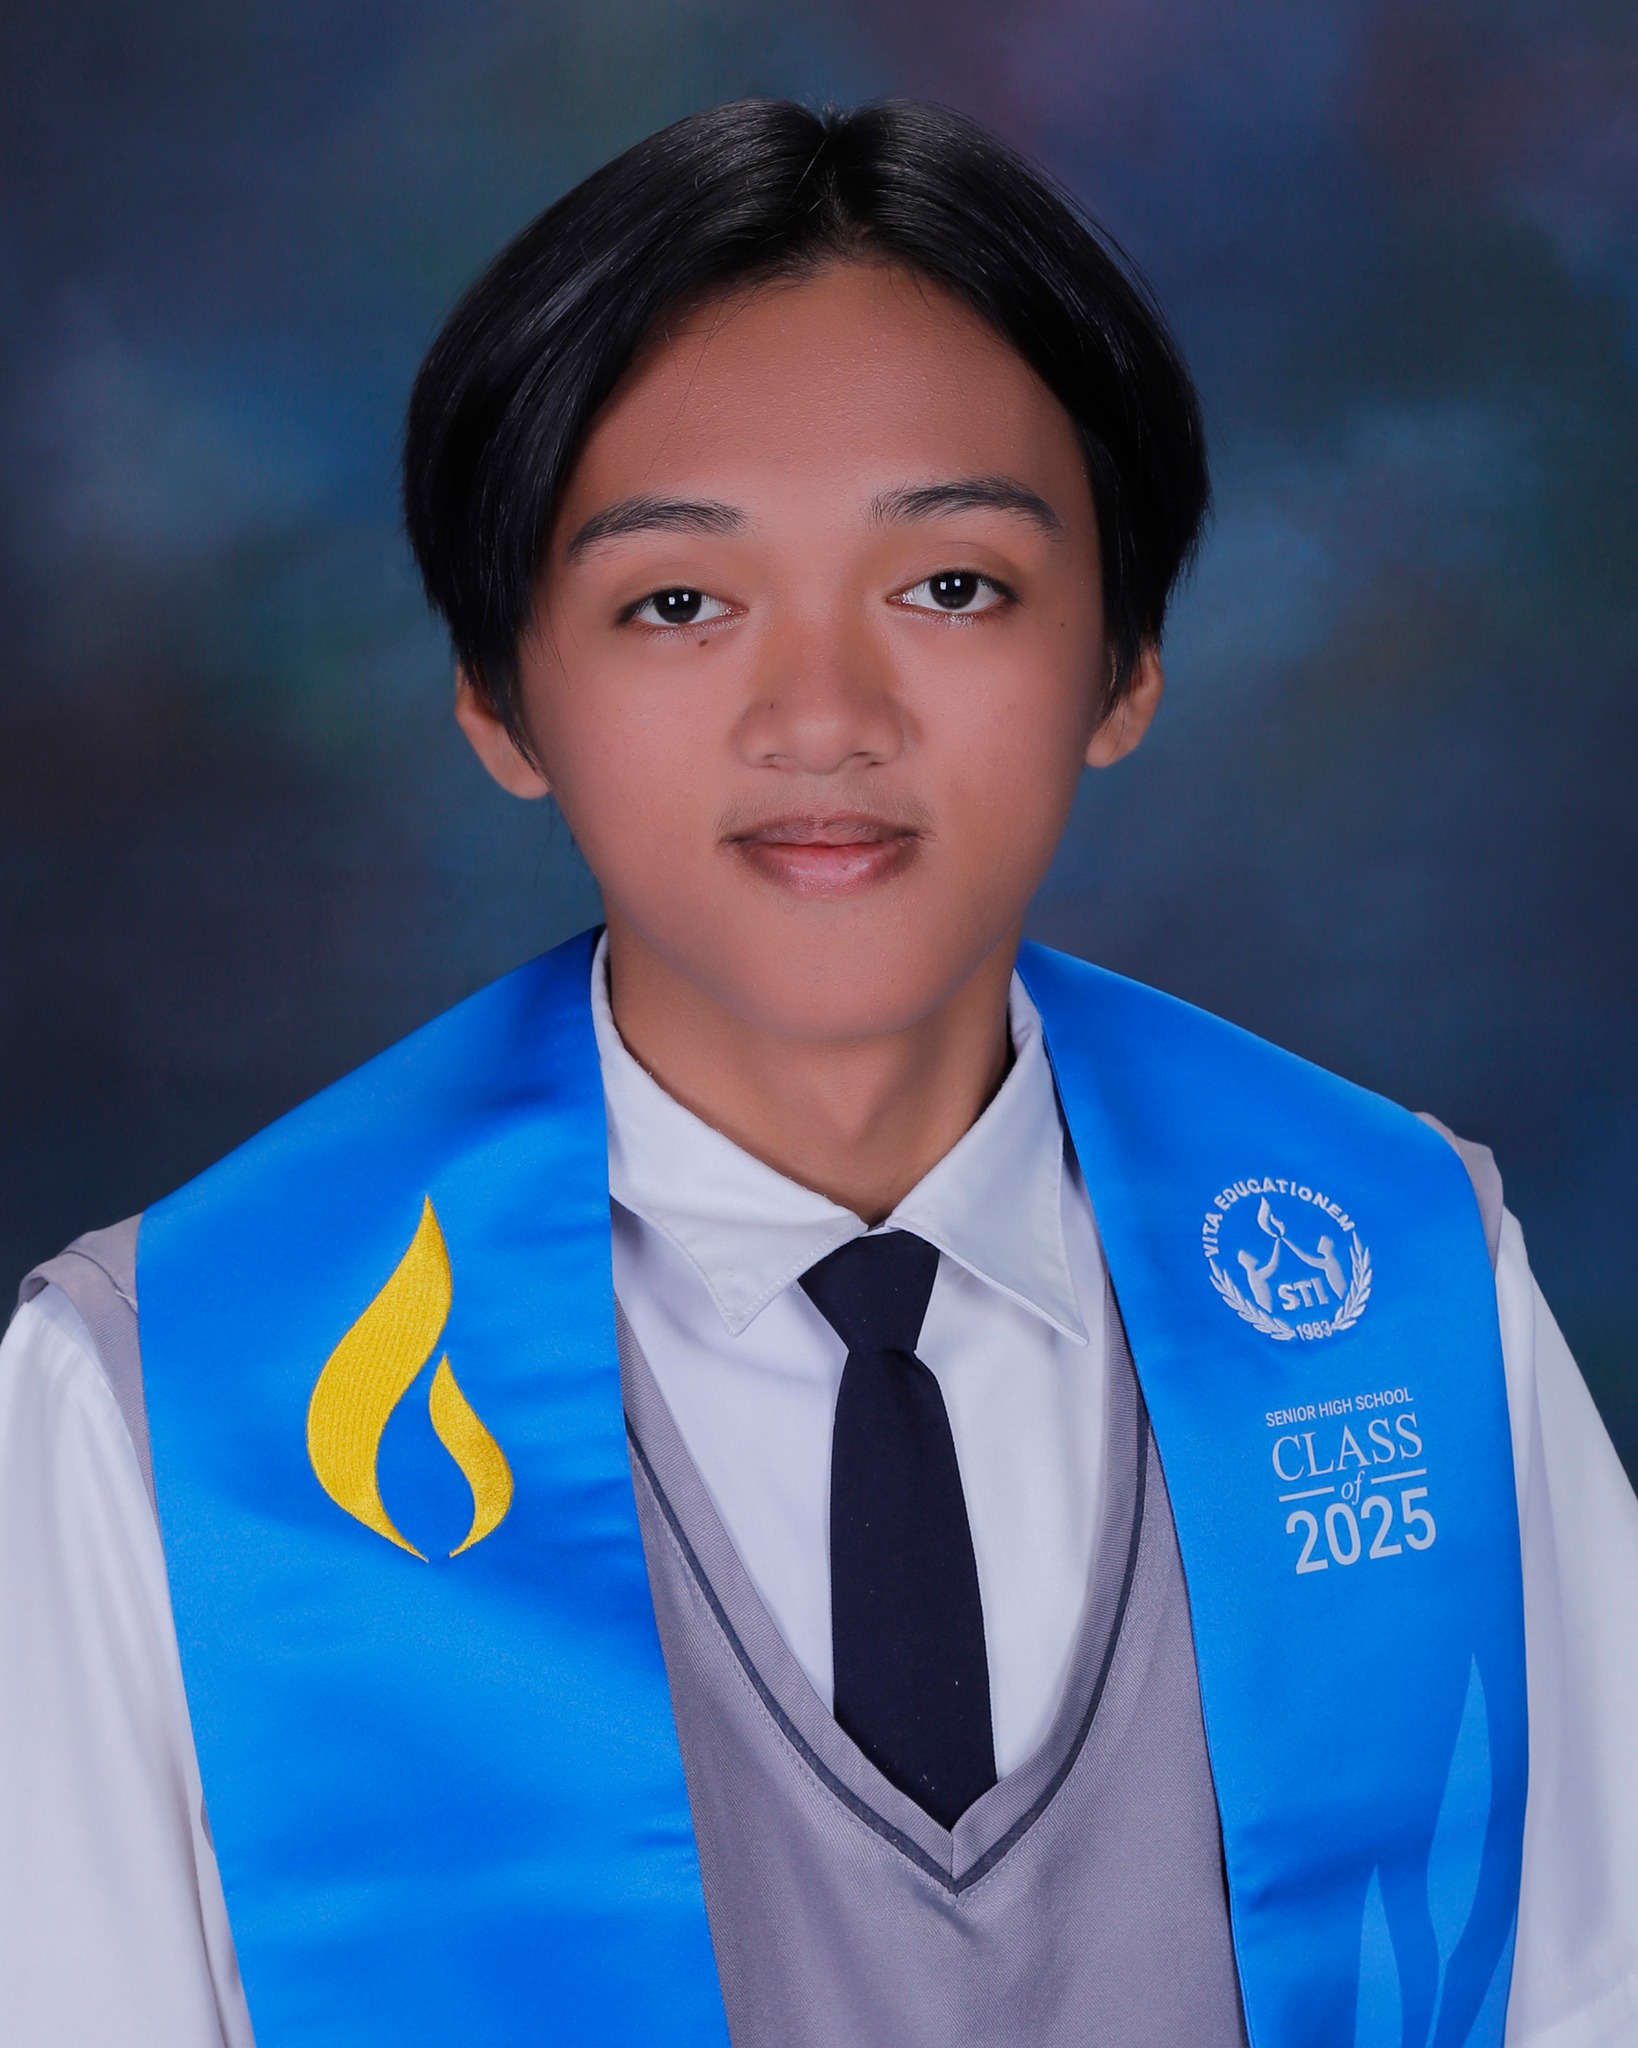 VITA EDUCATIONEM
STI
1983
SENIOR HIGH SCHOOL
CLASS
of
2025